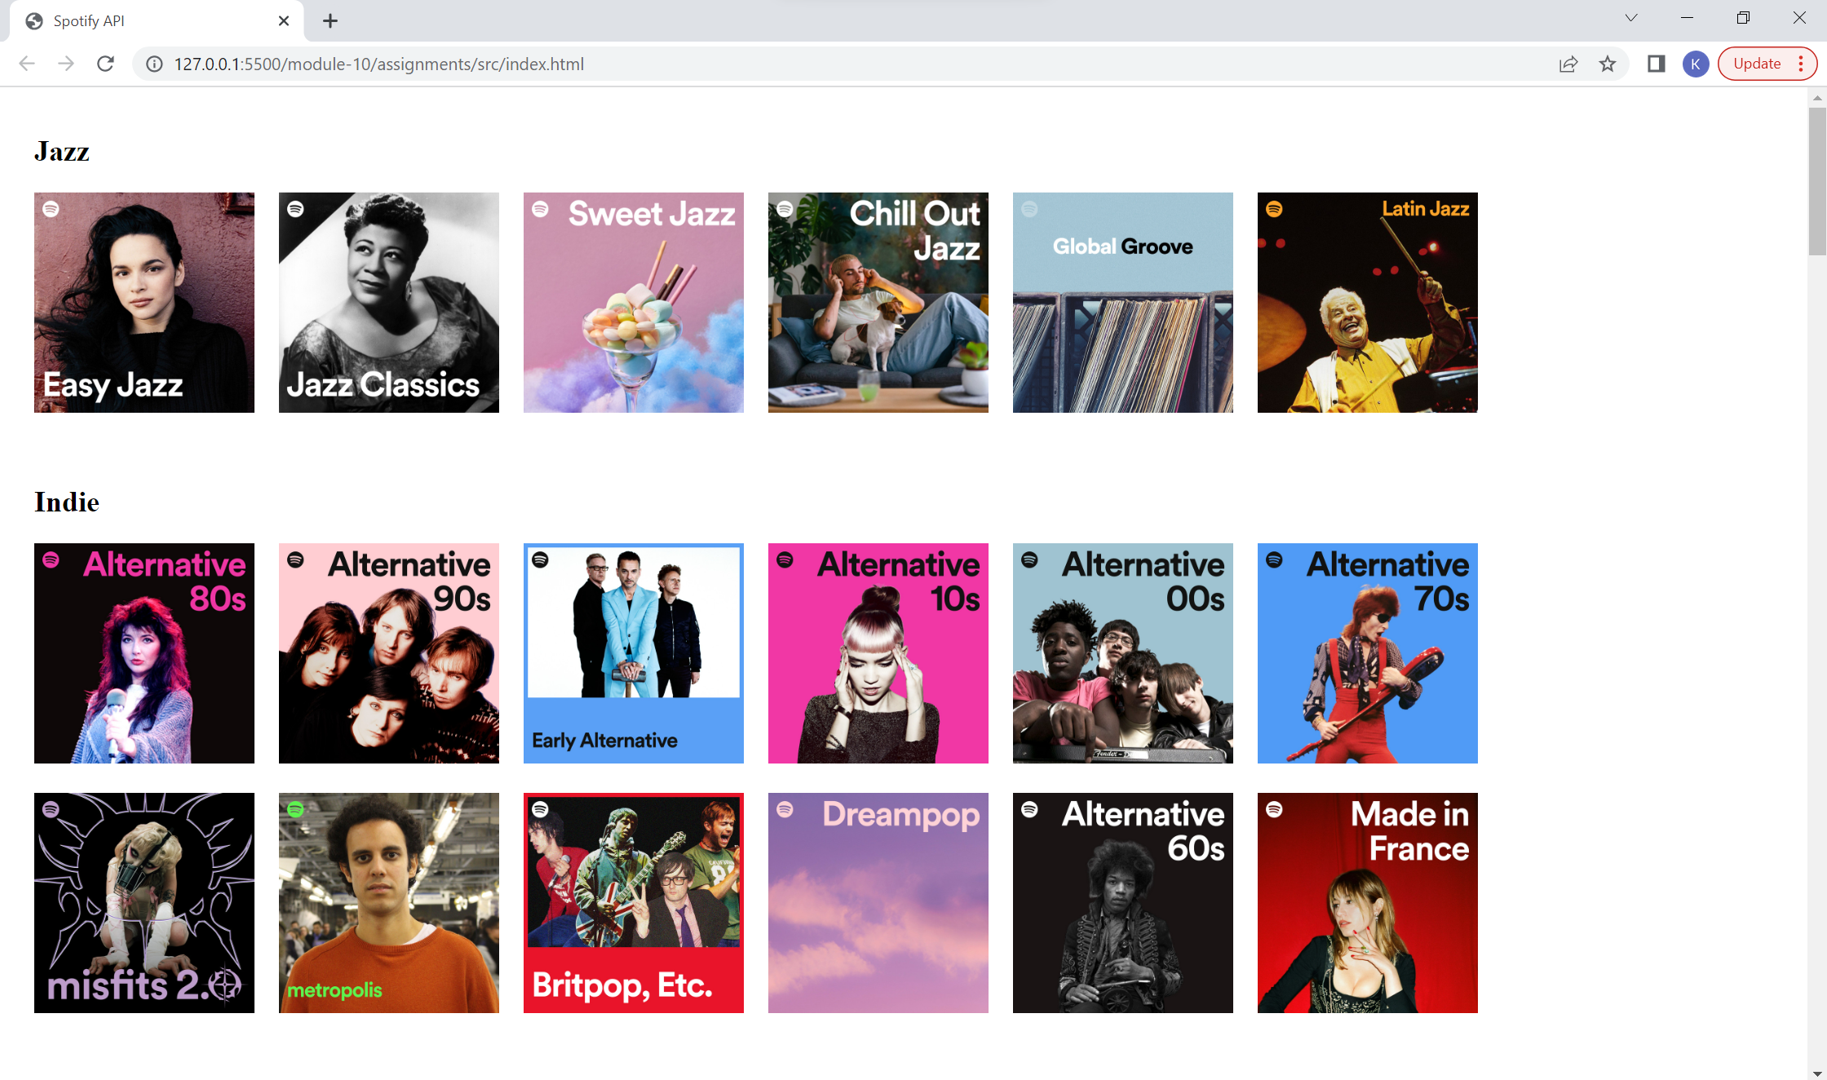 Spotify API
127.0.0.1:5500/module-10/assignments/src/index.html
K
Update
Jazz
Easy Jazz
Jazz Classics
Sweet Jazz
Chill Out
Jazz
Global Groove
Latin Jazz
Indie
Alternative
80s
Alternative
90s
Early Alternative
Alternative
10s
Alternative
00s
Fender
Alternative
70s
misfits 2.0
metropolis
Britpop, Etc.
Dreampop
Alternative
60s
Made in
France